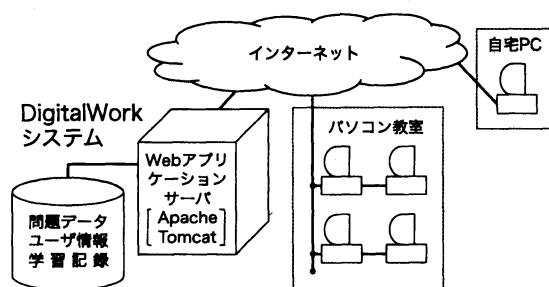 インターネット
自宅PC
DigitalWork
システム
パソコン教室
Webアプリ
ケーション
サーバ
[Apache
Tomcat]
問題データ
ユーザ情報
学習記録